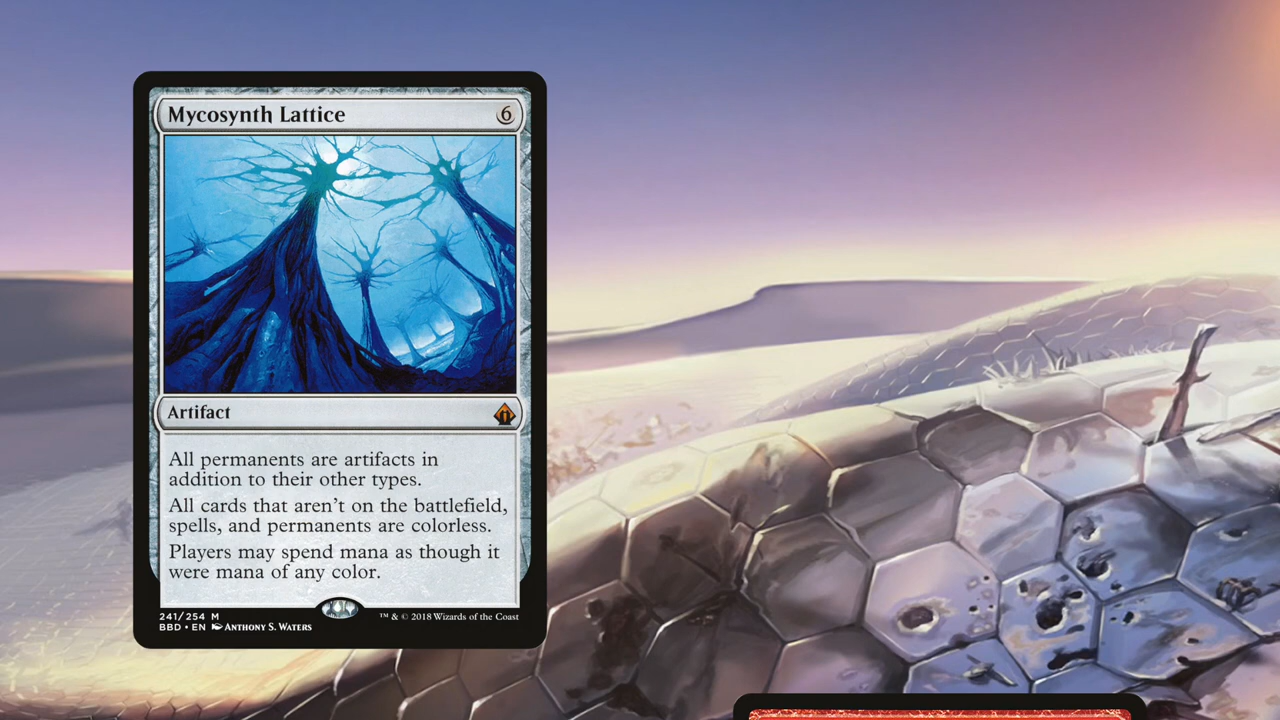 Mycosynth Lattice 6
Artifact
All permanents are artifacts in
addition to their other types.
All cards that aren't on the battlefield,
spells, and permanents are colorless.
Players may spend mana as though it
were mana of any color.
241/254 M
BBD • EN Anthony S. Waters
™ & © 2018 Wizards of the Coast